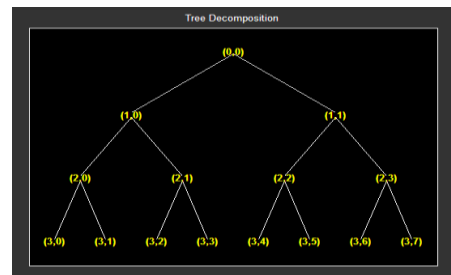 Tree Decomposition
(0,0)
(1,0) (1,1)
(2,0) (2,1) (2,2) (2,3)
(3,0) (3,1) (3,2) (3,3) (3,4) (3,5) (3,6) (3,7)